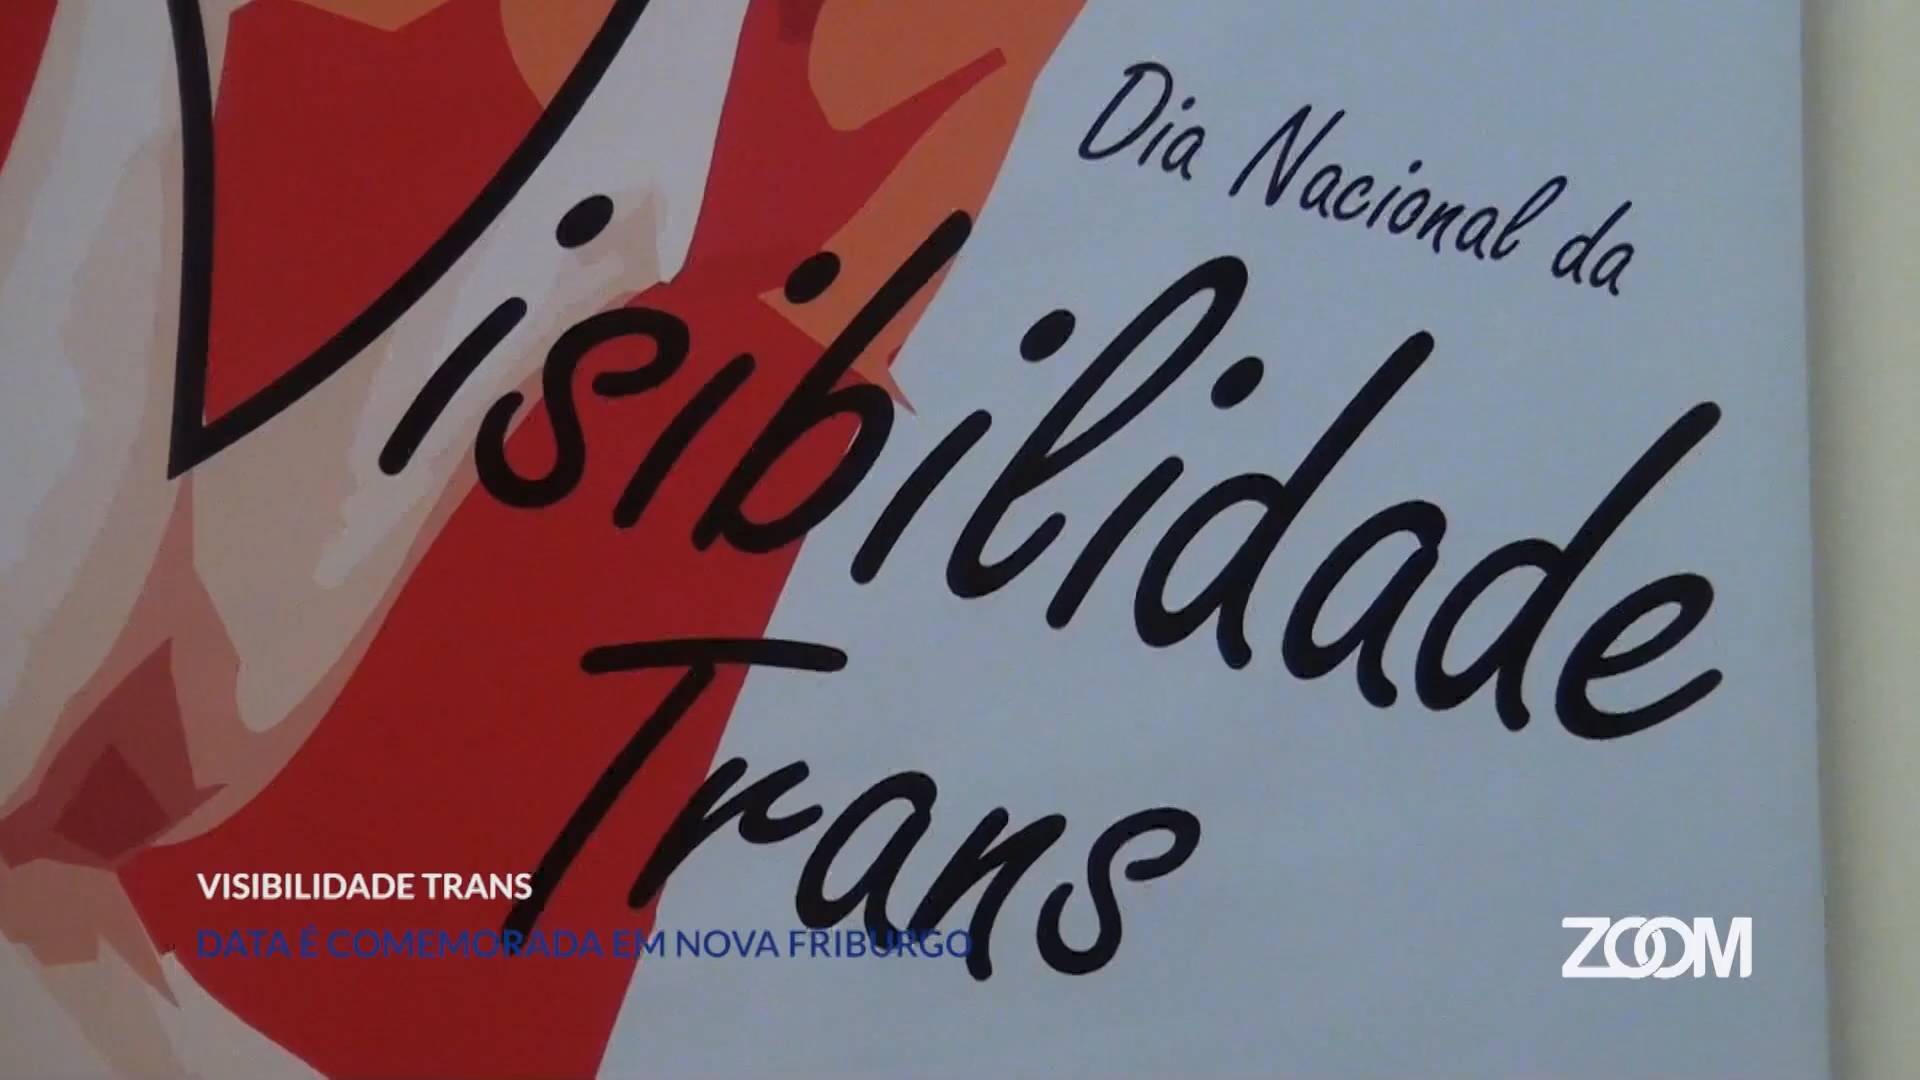 Dia Nacional da
Visibilidade
Trans
VISIBILIDADE TRANS
DATA É COMEMORADA EM NOVA FRIBURGO
ZOOM